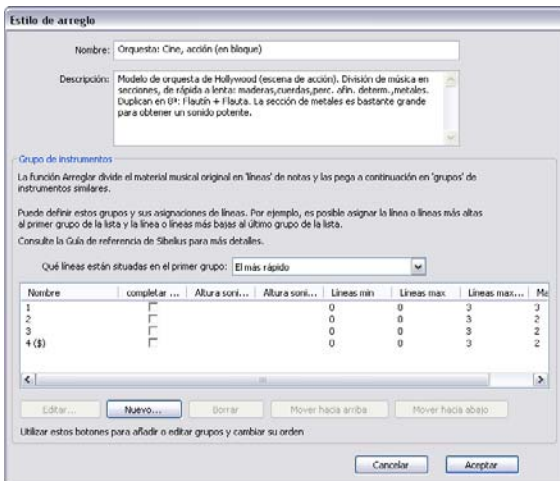 Estilo de arreglo
Nombre: Orquesta: Cine, acción (en bloque)
Descripción: Modelo de orquesta de Hollywood (escena de acción). División de música en
secciones, de rápida a lenta: maderas,cuerdas,perc. afin. determ.,metales.
Duplican en 8ª: Flautín + Flauta. La sección de metales es bastante grande
para obtener un sonido potente.
Grupo de instrumentos
La función Arreglar divide el material musical original en 'líneas' de notas y las pega a continuación en 'grupos' de
instrumentos similares.
Puede definir estos grupos y sus asignaciones de líneas. Por ejemplo, es posible asignar la línea o líneas más altas
al primer grupo de la lista y la línea o líneas más bajas al último grupo de la lista.
Consulte la Guía de referencia de Sibelius para más detalles.
Qué líneas están situadas en el primer grupo: El más rápido
Nombre completar ... Altura soni... Altura soni... Líneas min Líneas max Líneas max... Ma
1 0 0 3 3
2 0 0 3 2
3 0 0 3 2
4 ($) 0 0 3 2
Editar... Nuevo... Borrar Mover hacia arriba Mover hacia abajo
Utilizar estos botones para añadir o editar grupos y cambiar su orden
Cancelar Aceptar